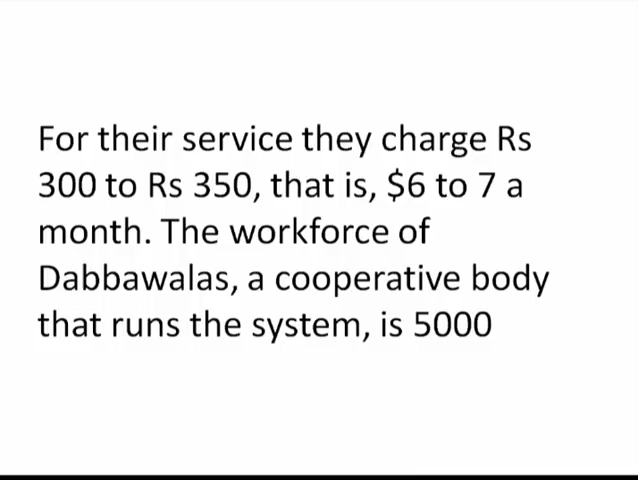 For their service they charge Rs
300 to Rs 350, that is, $6 to 7 a
month. The workforce of
Dabbawalas, a cooperative body
that runs the system, is 5000